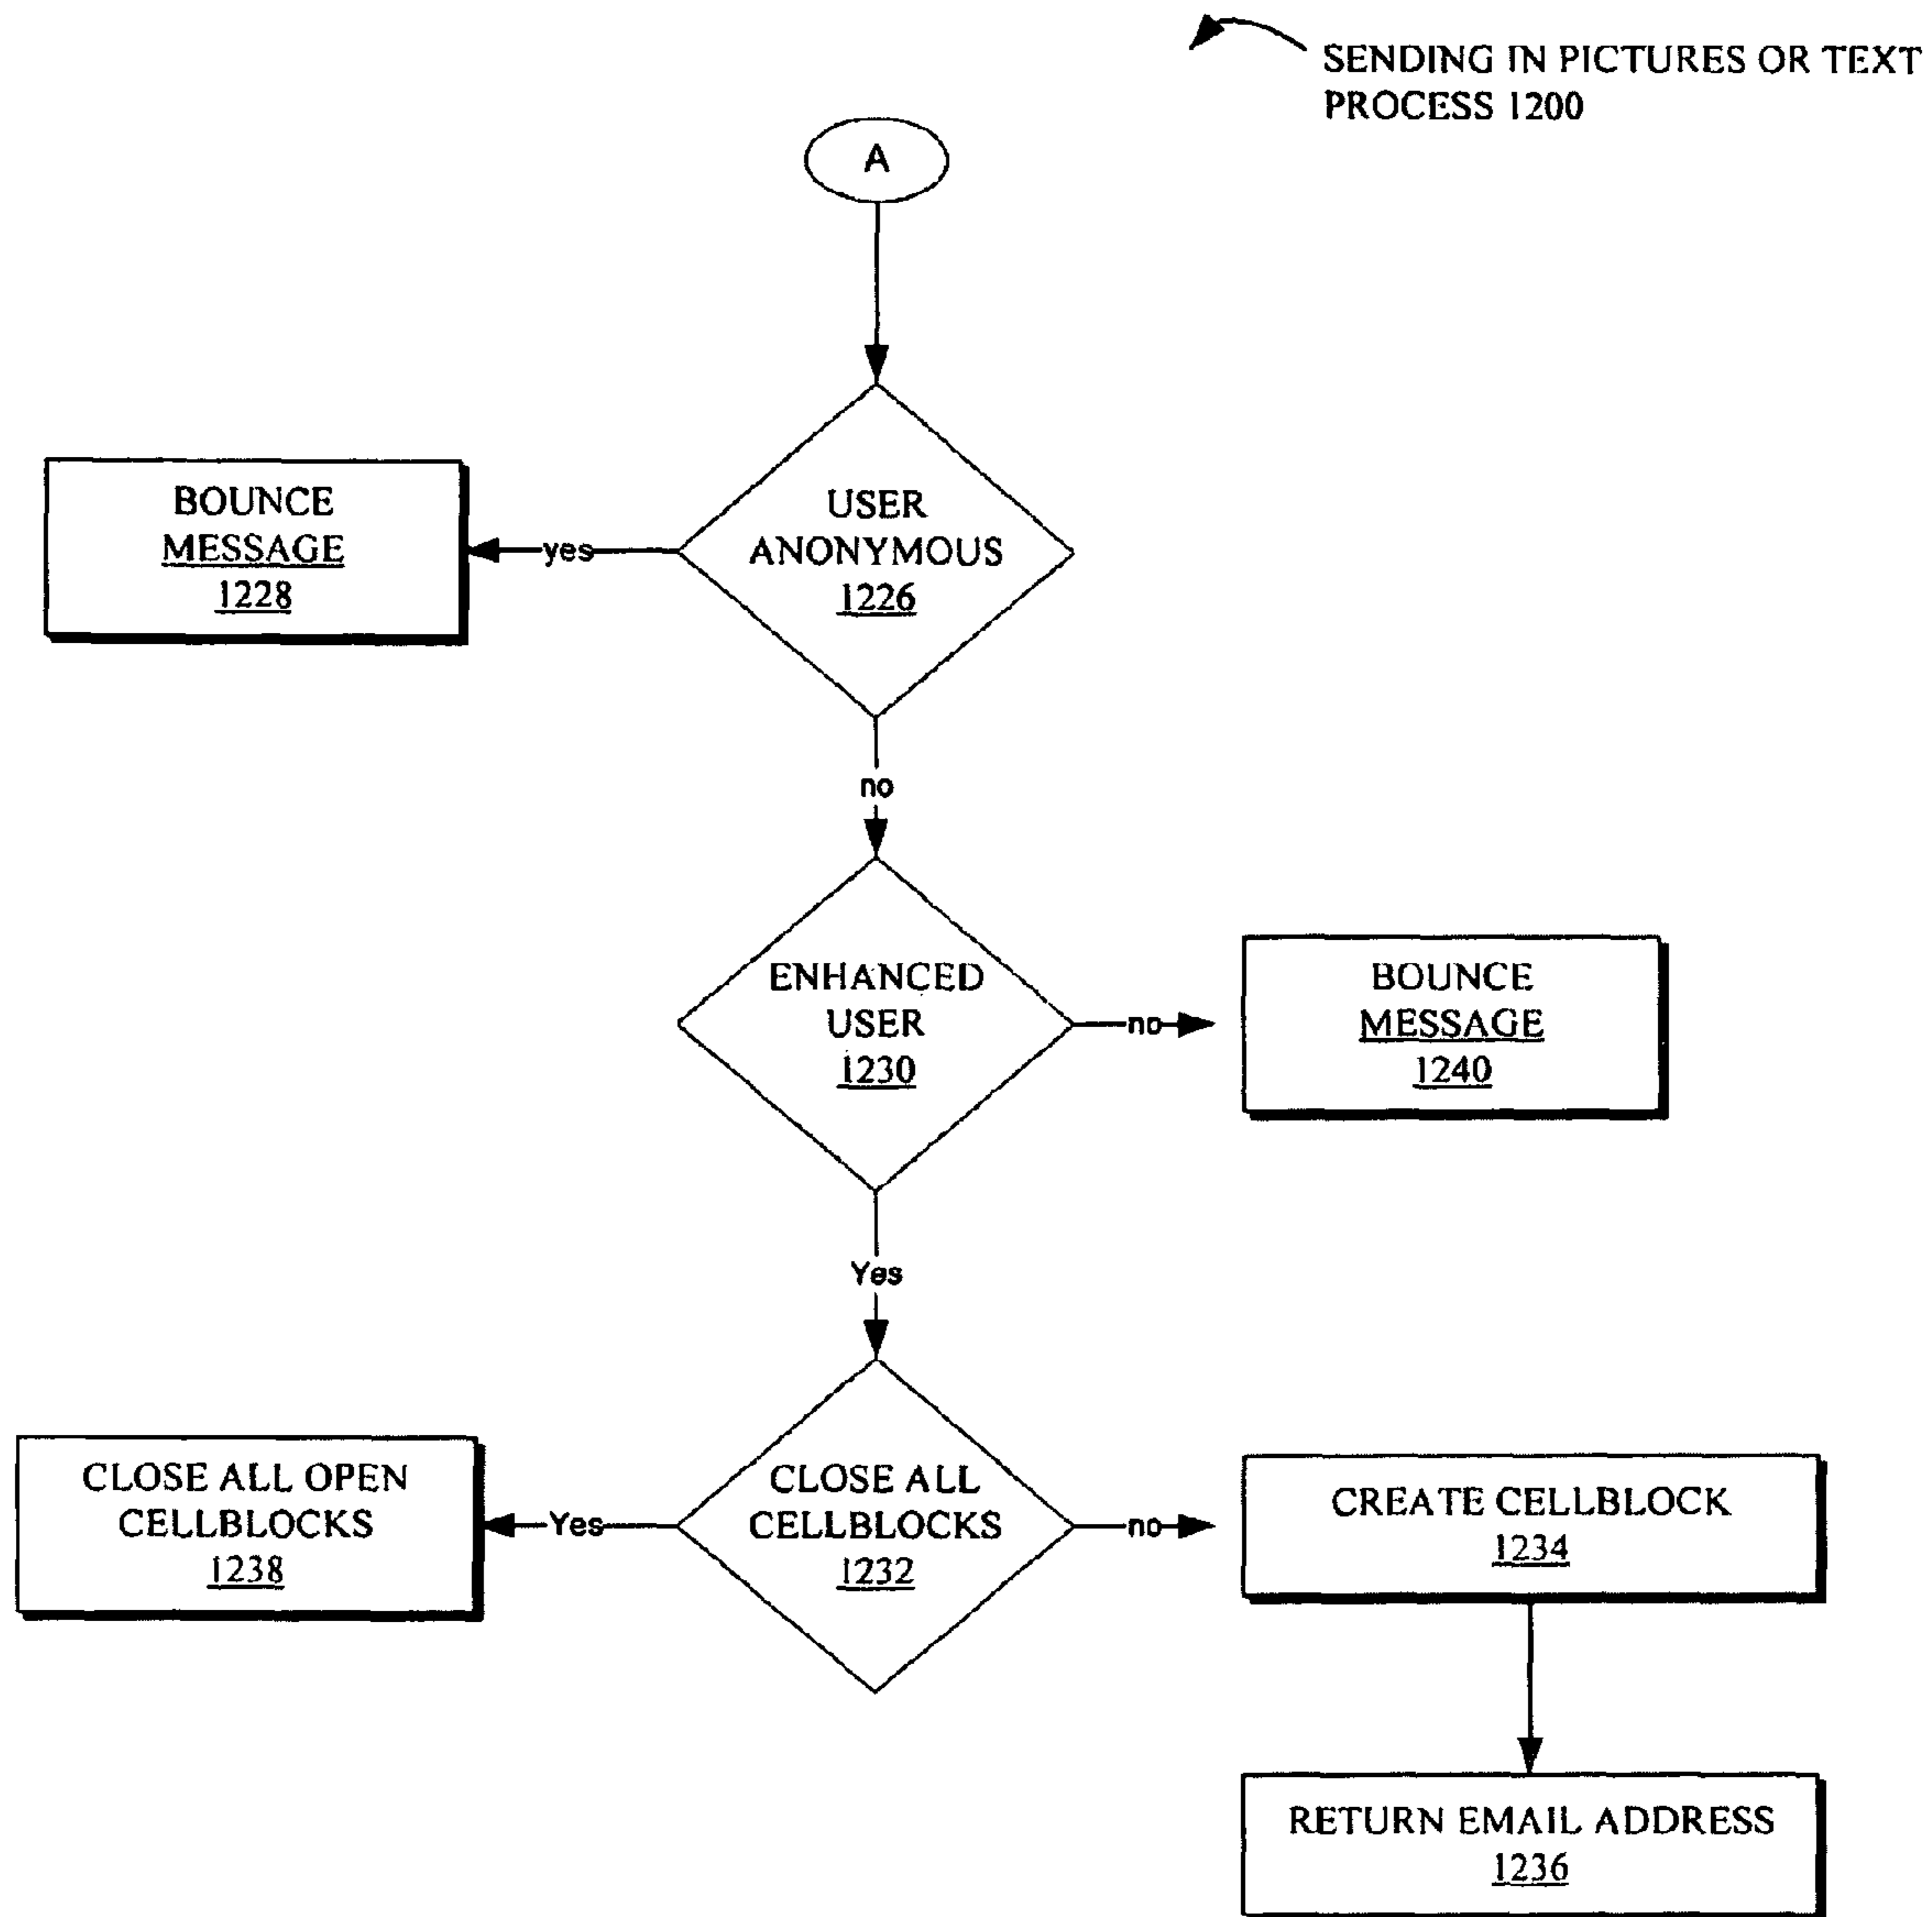 SENDING IN PICTURES OR TEXT
PROCESS 1200
A
USER
ANONYMOUS
1226
yes
BOUNCE
MESSAGE
1228
no
ENHANCED
USER
1230
no
BOUNCE
MESSAGE
1240
Yes
CLOSE ALL
CELLBLOCKS
1232
Yes
CLOSE ALL OPEN
CELLBLOCKS
1238
no
CREATE CELLBLOCK
1234
RETURN EMAIL ADDRESS
1236